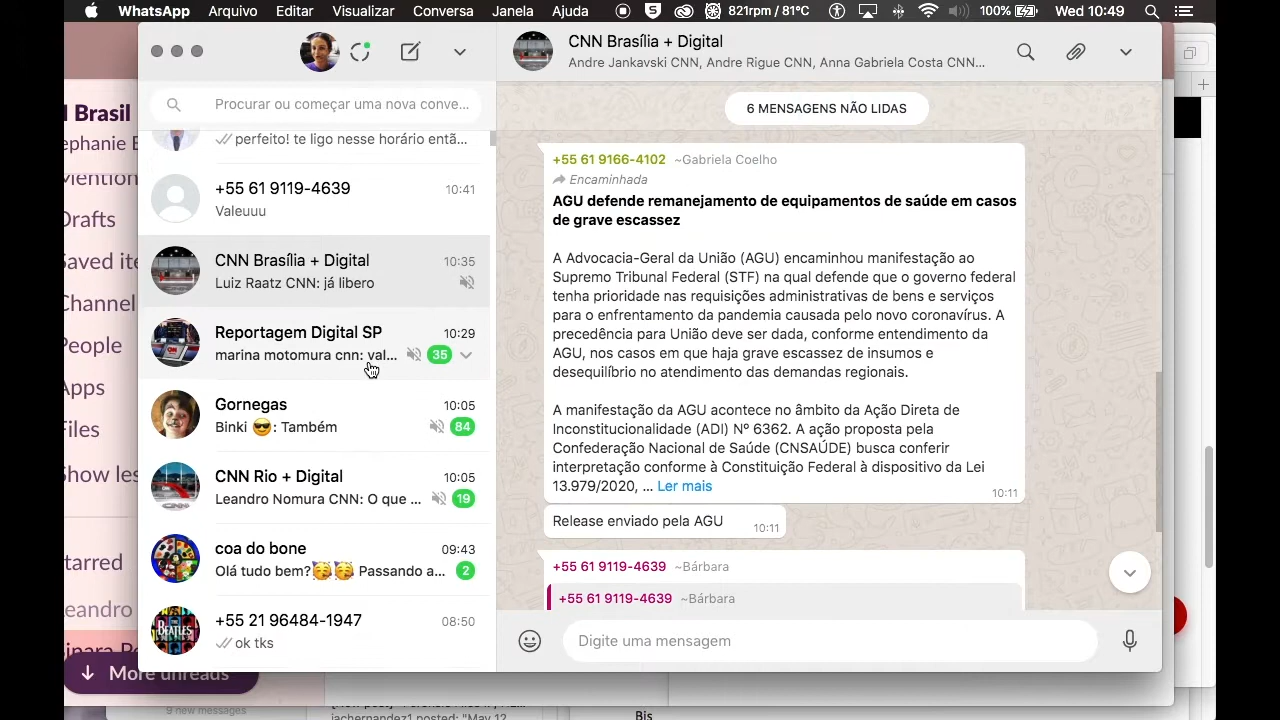 WhatsApp Arquivo Editar Visualizar Conversa Janela Ajuda 821rpm / 81°C 100% Wed 10:49
CNN Brasília + Digital
Andre Jankavski CNN, Andre Rigue CNN, Anna Gabriela Costa CNN...
Procurar ou começar uma nova conve...
6 MENSAGENS NÃO LIDAS
perfeito! te ligo nesse horário entã...
+55 61 9119-4639 10:41
Valeuuu
CNN Brasília + Digital 10:35
Luiz Raatz CNN: já libero
Reportagem Digital SP 10:29
marina motomura cnn: val... 35
Gornegas 10:05
Binki 😎: Também 84
CNN Rio + Digital 10:05
Leandro Nomura CNN: O que ... 19
coa do bone 09:43
Olá tudo bem?🥳🥳 Passando a... 2
BEATLES
+55 21 96484-1947 08:50
ok tks
+55 61 9166-4102 ~Gabriela Coelho
Encaminhada
AGU defende remanejamento de equipamentos de saúde em casos
de grave escassez
A Advocacia-Geral da União (AGU) encaminhou manifestação ao
Supremo Tribunal Federal (STF) na qual defende que o governo federal
tenha prioridade nas requisições administrativas de bens e serviços
para o enfrentamento da pandemia causada pelo novo coronavírus. A
precedência para União deve ser dada, conforme entendimento da
AGU, nos casos em que haja grave escassez de insumos e
desequilíbrio no atendimento das demandas regionais.
A manifestação da AGU acontece no âmbito da Ação Direta de
Inconstitucionalidade (ADI) Nº 6362. A ação proposta pela
Confederação Nacional de Saúde (CNSAÚDE) busca conferir
interpretação conforme à Constituição Federal à dispositivo da Lei
13.979/2020, ... Ler mais
10:11
Release enviado pela AGU 10:11
+55 61 9119-4639 ~Bárbara
+55 61 9119-4639 ~Bárbara
Digite uma mensagem
Brasil
ephanie
Mention
Drafts
Saved ite
Channel
People
Apps
Files
Show les
tarred
eandro
More unreads
9 new messages
jachernandez1 posted: "May 12
Bis